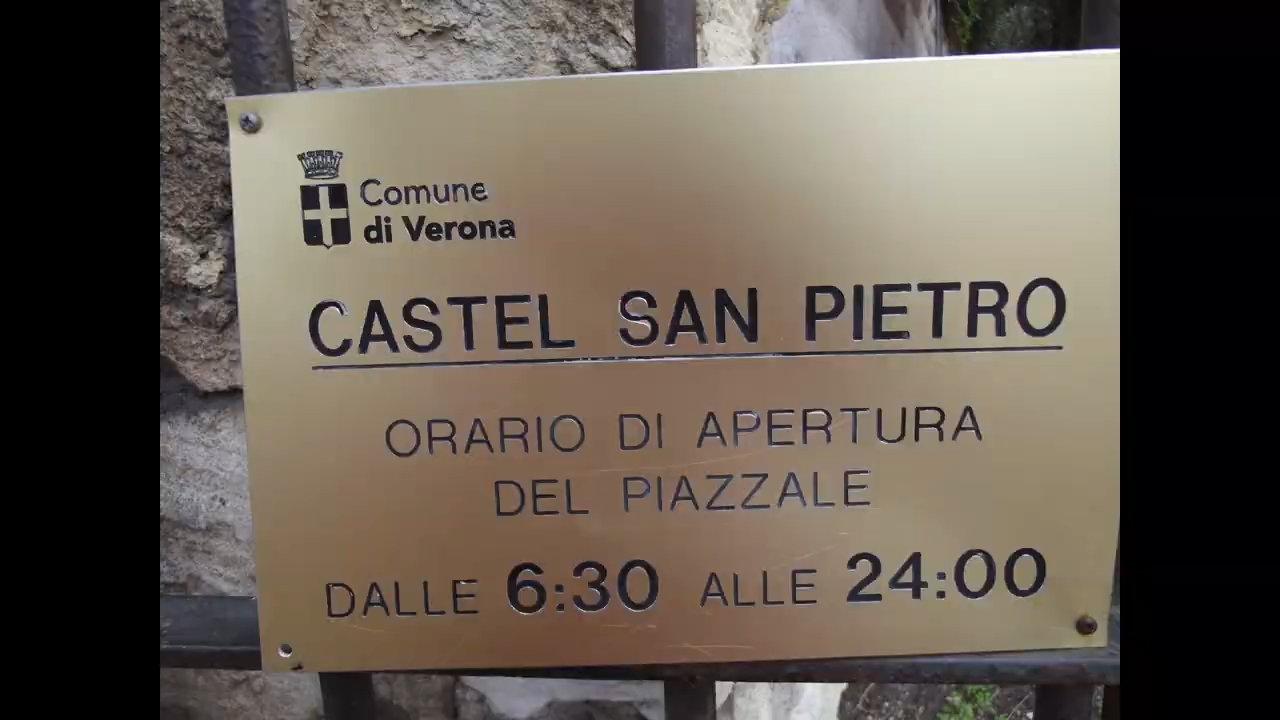 Comune
di Verona
CASTEL SAN PIETRO
ORARIO DI APERTURA
DEL PIAZZALE
DALLE 6:30 ALLE 24:00